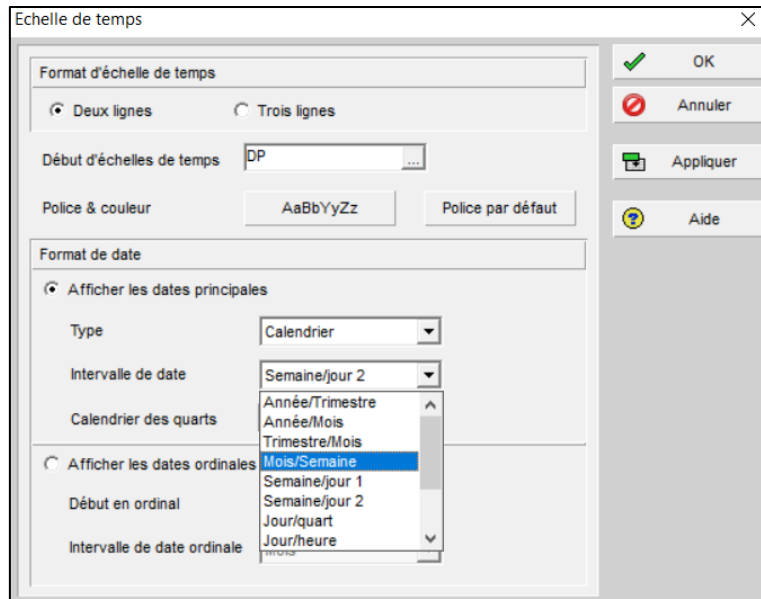 Echelle de temps
Format d'échelle de temps
OK
Deux lignes
Trois lignes
Annuler
Début d'échelles de temps
DP
...
Appliquer
Police & couleur
AaBbYyZz
Police par défaut
Aide
Format de date
Afficher les dates principales
Type
Calendrier
Intervalle de date
Semaine/jour 2
Calendrier des quarts
Année/Trimestre
Année/Mois
Trimestre/Mois
Mois/Semaine
Semaine/jour 1
Semaine/jour 2
Jour/quart
Jour/heure
Afficher les dates ordinales
Début en ordinal
Intervalle de date ordinale
Mois